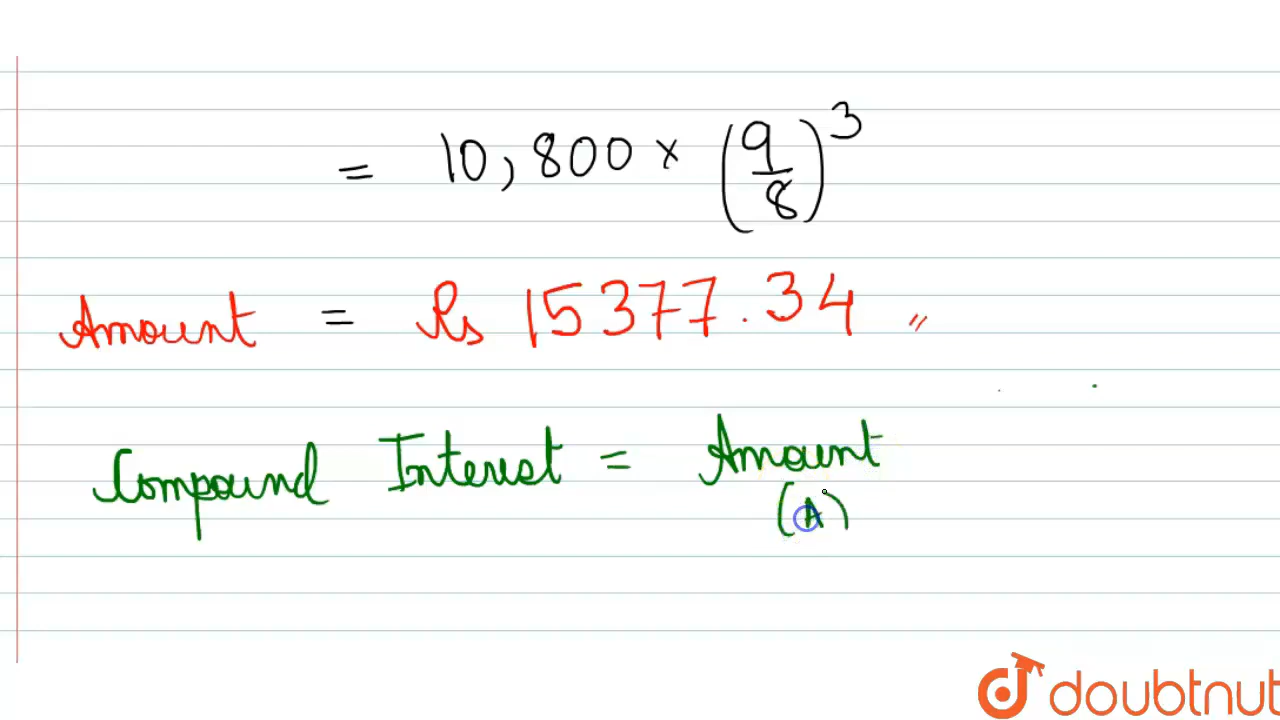 = 10,800 × (9/8)^3
Amount = Rs 15377.34 "
Compound Interest = Amount
(A)
doubtnut